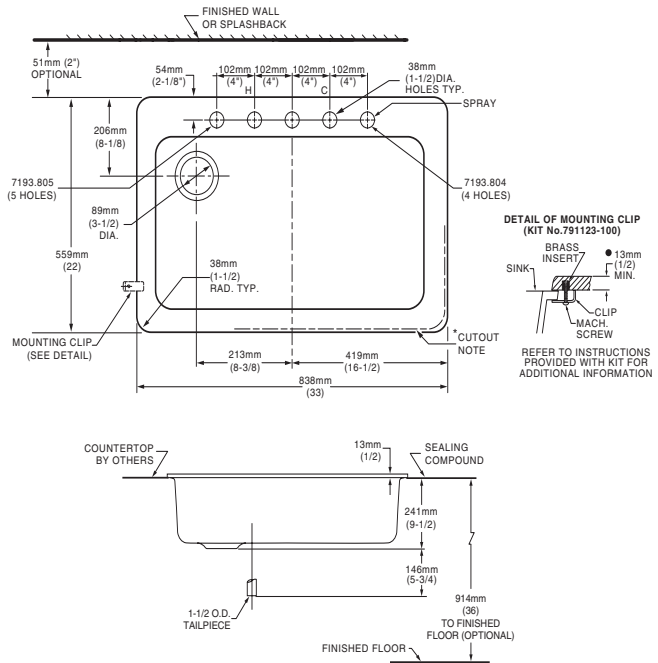 FINISHED WALL
OR SPLASHBACK
51mm (2")
OPTIONAL
54mm
(2-1/8")
102mm
(4")
102mm
(4")
102mm
(4")
102mm
(4")
H
C
38mm
(1-1/2)DIA.
HOLES TYP.
SPRAY
206mm
(8-1/8)
7193.805
(5 HOLES)
7193.804
(4 HOLES)
89mm
(3-1/2)
DIA.
559mm
(22)
38mm
(1-1/2)
RAD. TYP.
MOUNTING CLIP
(SEE DETAIL)
*CUTOUT
NOTE
213mm
(8-3/8)
419mm
(16-1/2)
838mm
(33)
DETAIL OF MOUNTING CLIP
(KIT No.791123-100)
BRASS
INSERT
● 13mm
(1/2)
MIN.
SINK
CLIP
MACH.
SCREW
REFER TO INSTRUCTIONS
PROVIDED WITH KIT FOR
ADDITIONAL INFORMATION
COUNTERTOP
BY OTHERS
13mm
(1/2)
SEALING
COMPOUND
241mm
(9-1/2)
146mm
(5-3/4)
1-1/2 O.D.
TAILPIECE
914mm
(36)
TO FINISHED
FLOOR (OPTIONAL)
FINISHED FLOOR